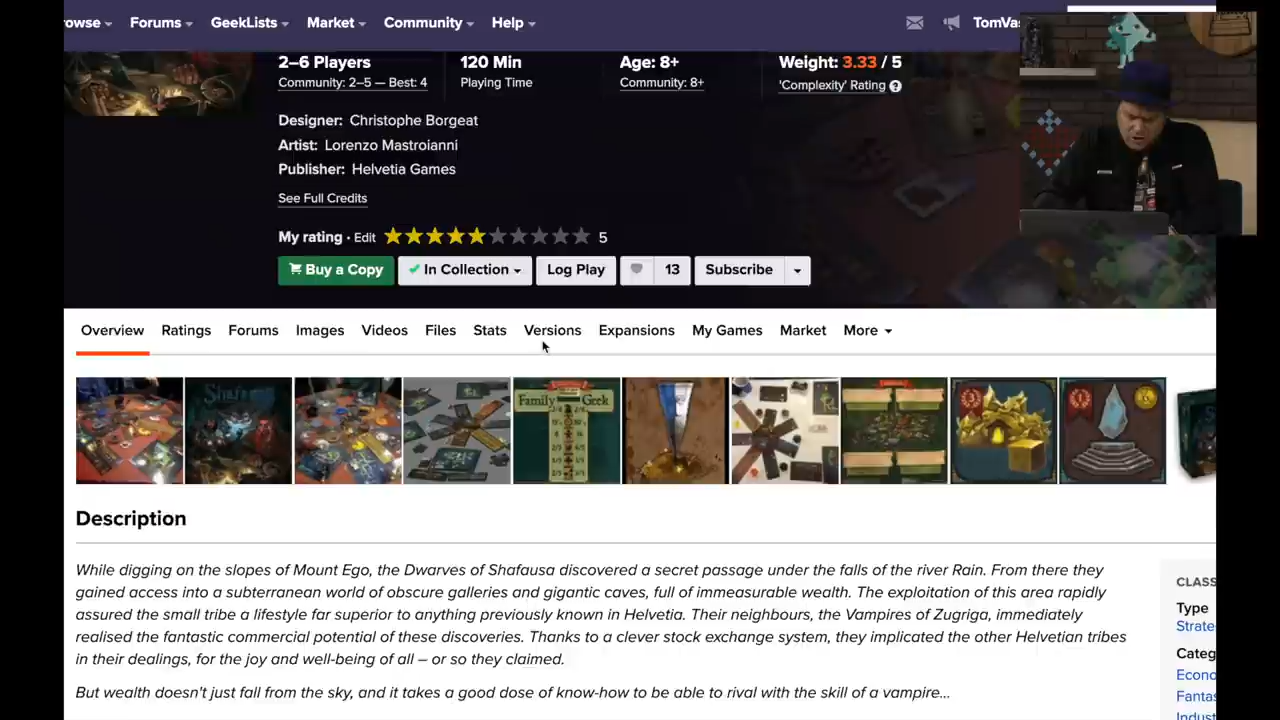 rowse Forums GeekLists Market Community Help TomVas
2–6 Players 120 Min Age: 8+ Weight: 3.33 / 5
Community: 2–5 — Best: 4 Playing Time Community: 8+ 'Complexity' Rating ?
Designer: Christophe Borgeat
Artist: Lorenzo Mastroianni
Publisher: Helvetia Games
See Full Credits
My rating · Edit 5
Buy a Copy In Collection Log Play 13 Subscribe
Overview Ratings Forums Images Videos Files Stats Versions Expansions My Games Market More
Family Geek
Description
While digging on the slopes of Mount Ego, the Dwarves of Shafausa discovered a secret passage under the falls of the river Rain. From there they
gained access into a subterranean world of obscure galleries and gigantic caves, full of immeasurable wealth. The exploitation of this area rapidly
assured the small tribe a lifestyle far superior to anything previously known in Helvetia. Their neighbours, the Vampires of Zugriga, immediately
realised the fantastic commercial potential of these discoveries. Thanks to a clever stock exchange system, they implicated the other Helvetian tribes
in their dealings, for the joy and well-being of all – or so they claimed.
But wealth doesn't just fall from the sky, and it takes a good dose of know-how to be able to rival with the skill of a vampire...
CLASS
Type
Strate
Categ
Econo
Fantas
Indust